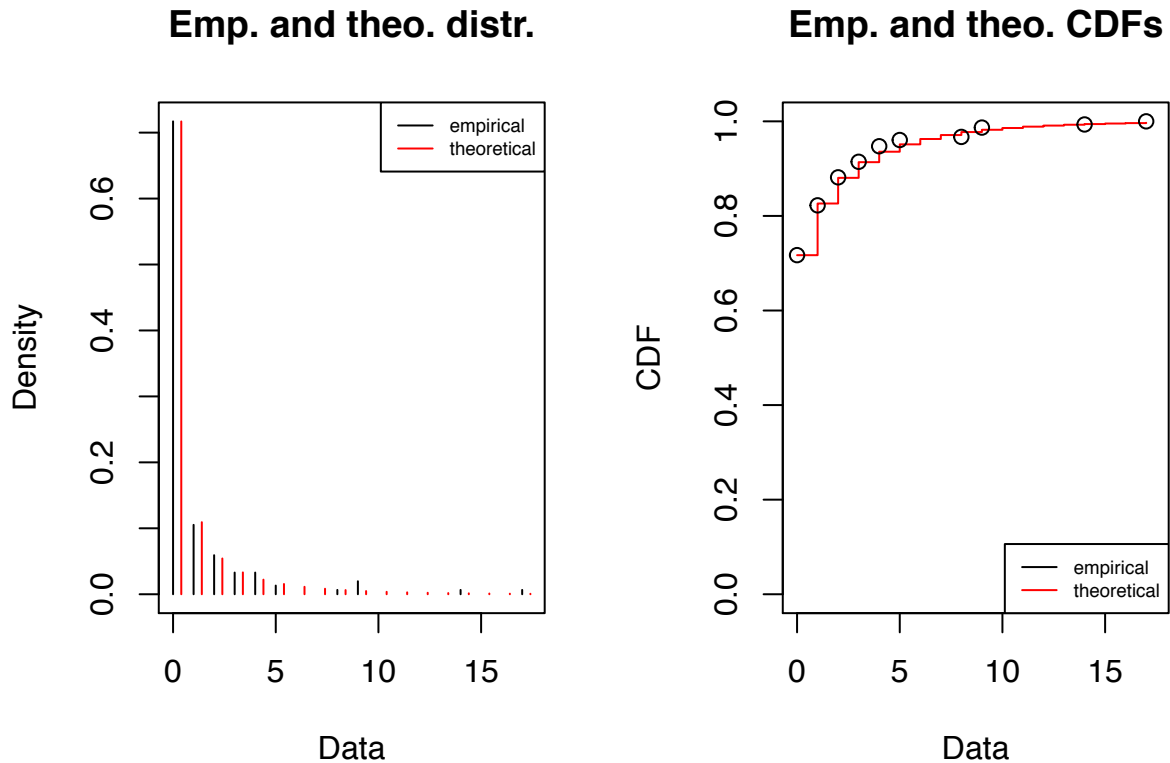 Emp. and theo. distr.
empirical
theoretical
Density
0.0
0.2
0.4
0.6
0
5
10
15
Data
Emp. and theo. CDFs
CDF
0.0
0.2
0.4
0.6
0.8
1.0
empirical
theoretical
0
5
10
15
Data